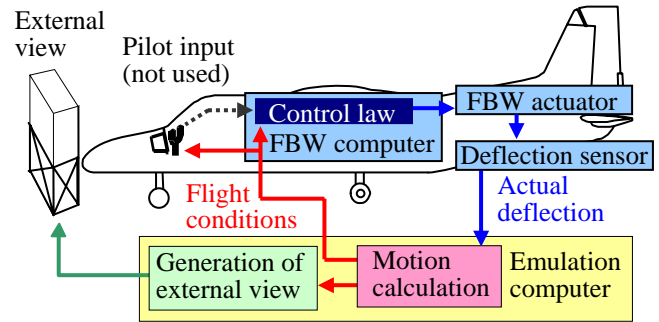 External
view
Pilot input
(not used)
Control law
FBW computer
FBW actuator
Deflection sensor
Flight
conditions
Actual
deflection
Generation of
external view
Motion
calculation
Emulation
computer